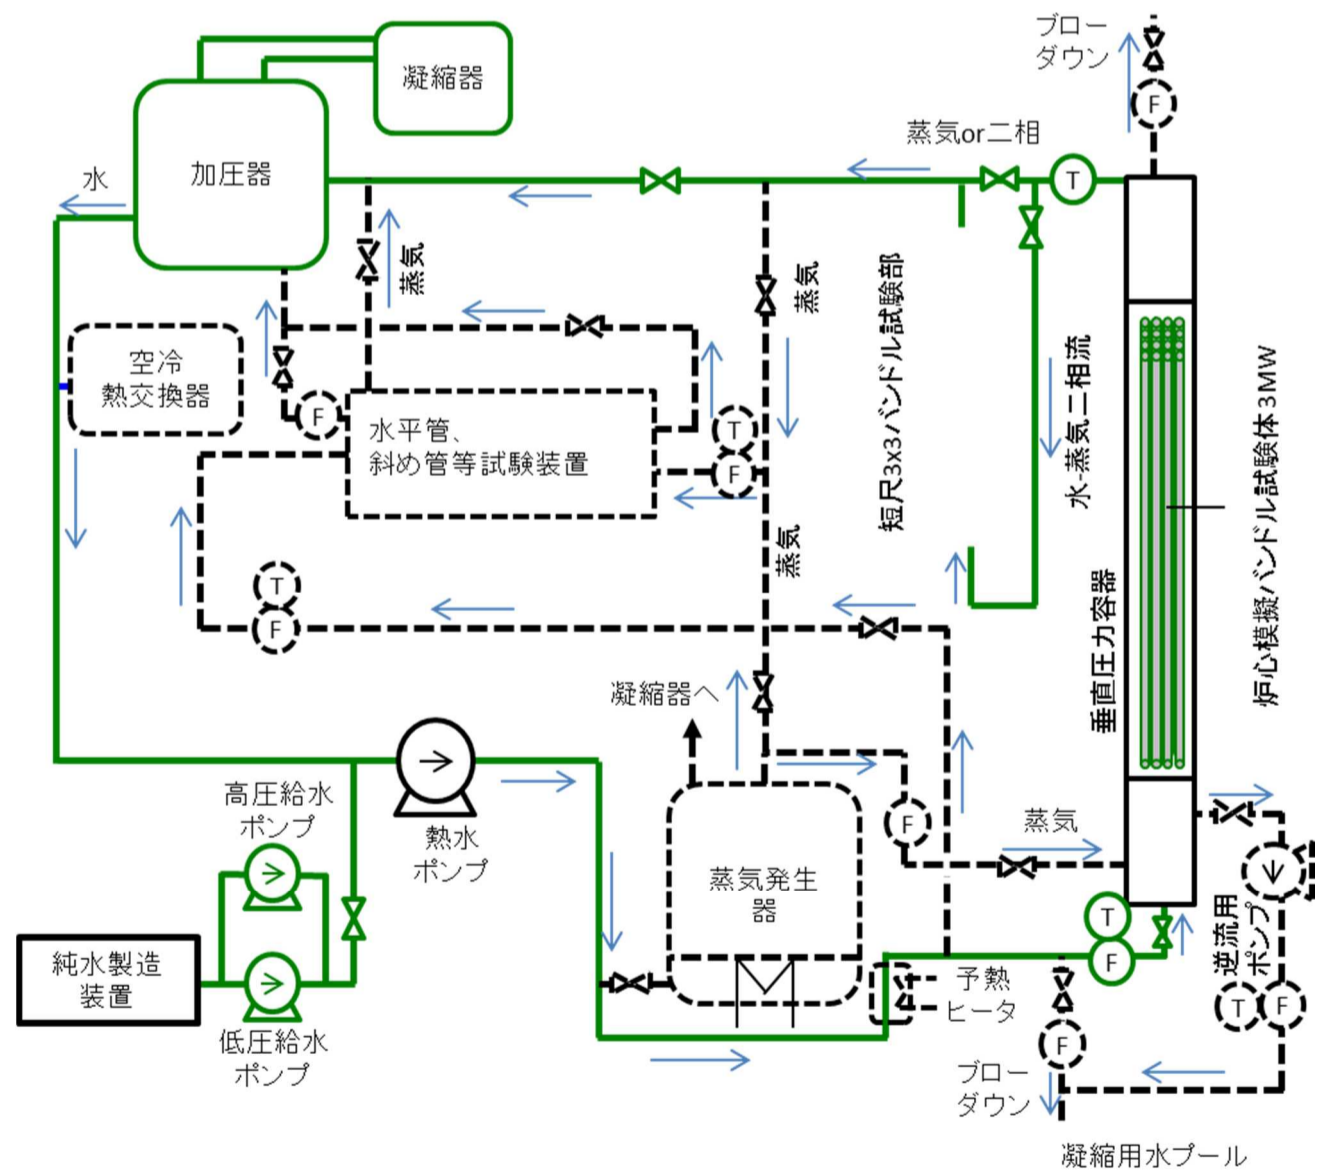 ブロー
ダウン
F
凝縮器
加圧器
水
蒸気or二相
T
蒸気
蒸気
空冷
熱交換器
F
水平管、
斜め管等試験装置
T
F
蒸気
短尺3x3バンドル試験部
水-蒸気二相流
垂直圧力容器
炉心模擬バンドル試験体3MW
T
F
凝縮器へ
高圧給水
ポンプ
熱水
ポンプ
蒸気発生
器
F
蒸気
純水製造
装置
低圧給水
ポンプ
予熱
ヒータ
T
F
逆流用
ポンプ
T
F
F
ブロー
ダウン
凝縮用水プール